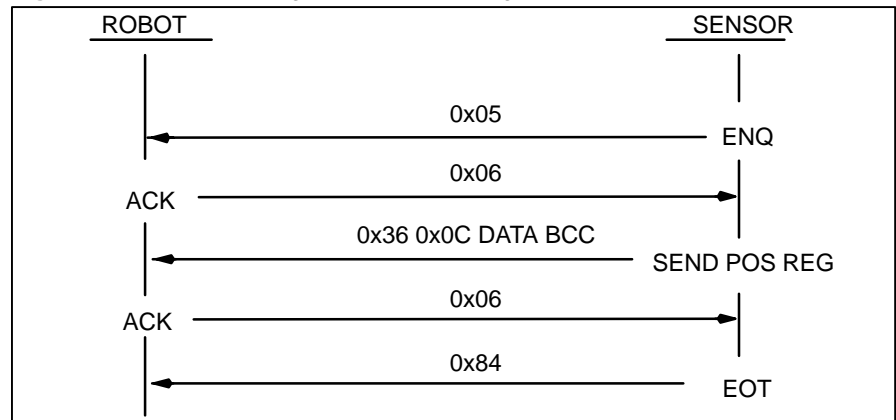 ROBOT SENSOR
0x05
ENQ
0x06
ACK
0x36 0x0C DATA BCC
SEND POS REG
0x06
ACK
0x84
EOT